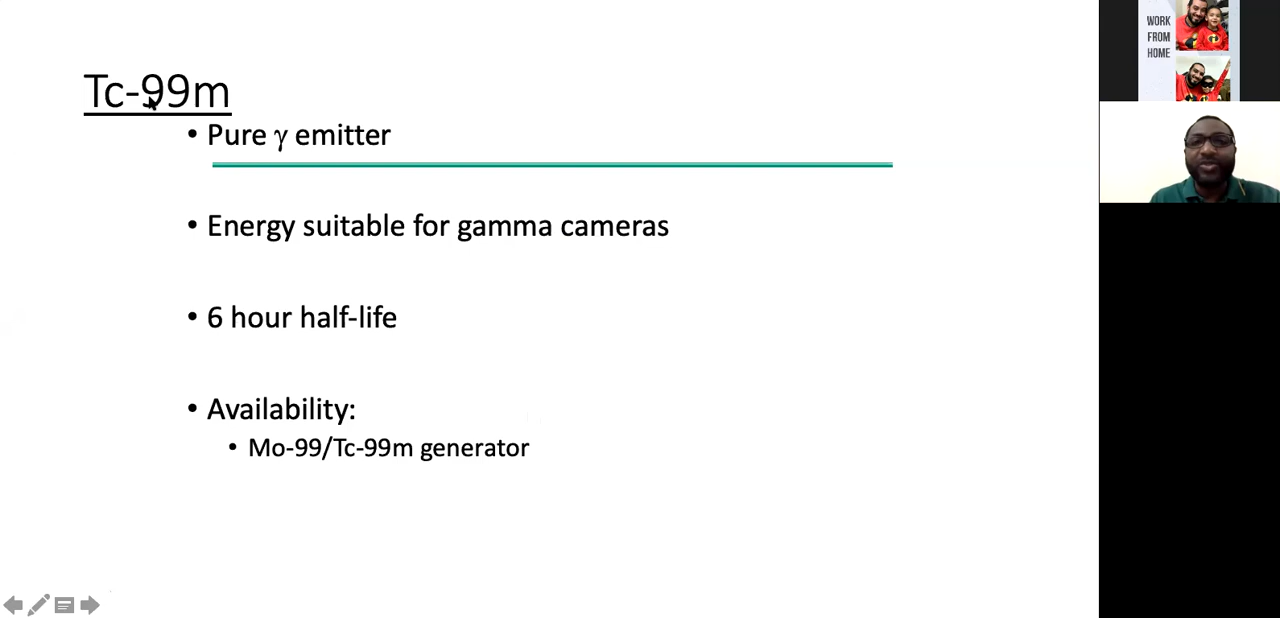 Tc-99m
• Pure γ emitter
• Energy suitable for gamma cameras
• 6 hour half-life
• Availability:
• Mo-99/Tc-99m generator
WORK
FROM
HOME